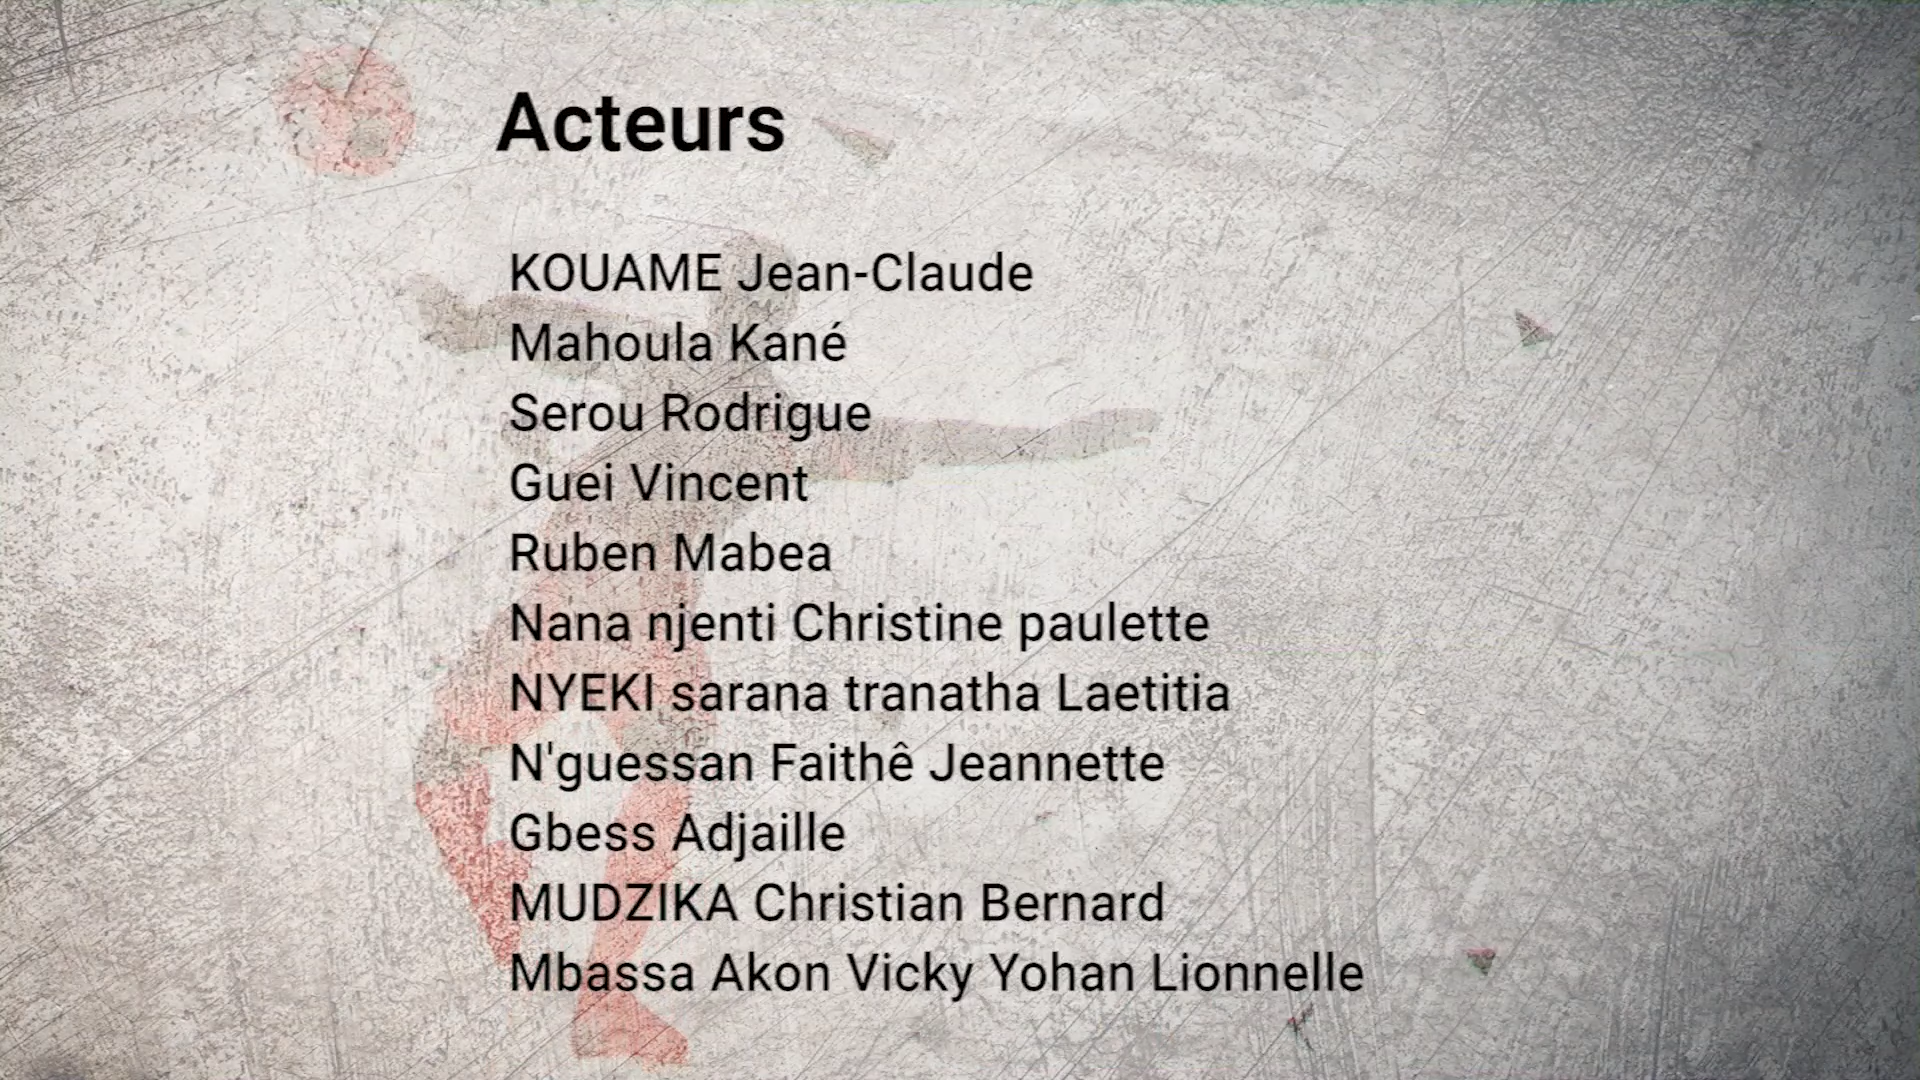 Acteurs
KOUAME Jean-Claude
Mahoula Kané
Serou Rodrigue
Guei Vincent
Ruben Mabea
Nana njenti Christine paulette
NYEKI sarana tranatha Laetitia
N'guessan Faithê Jeannette
Gbess Adjaille
MUDZIKA Christian Bernard
Mbassa Akon Vicky Yohan Lionnelle